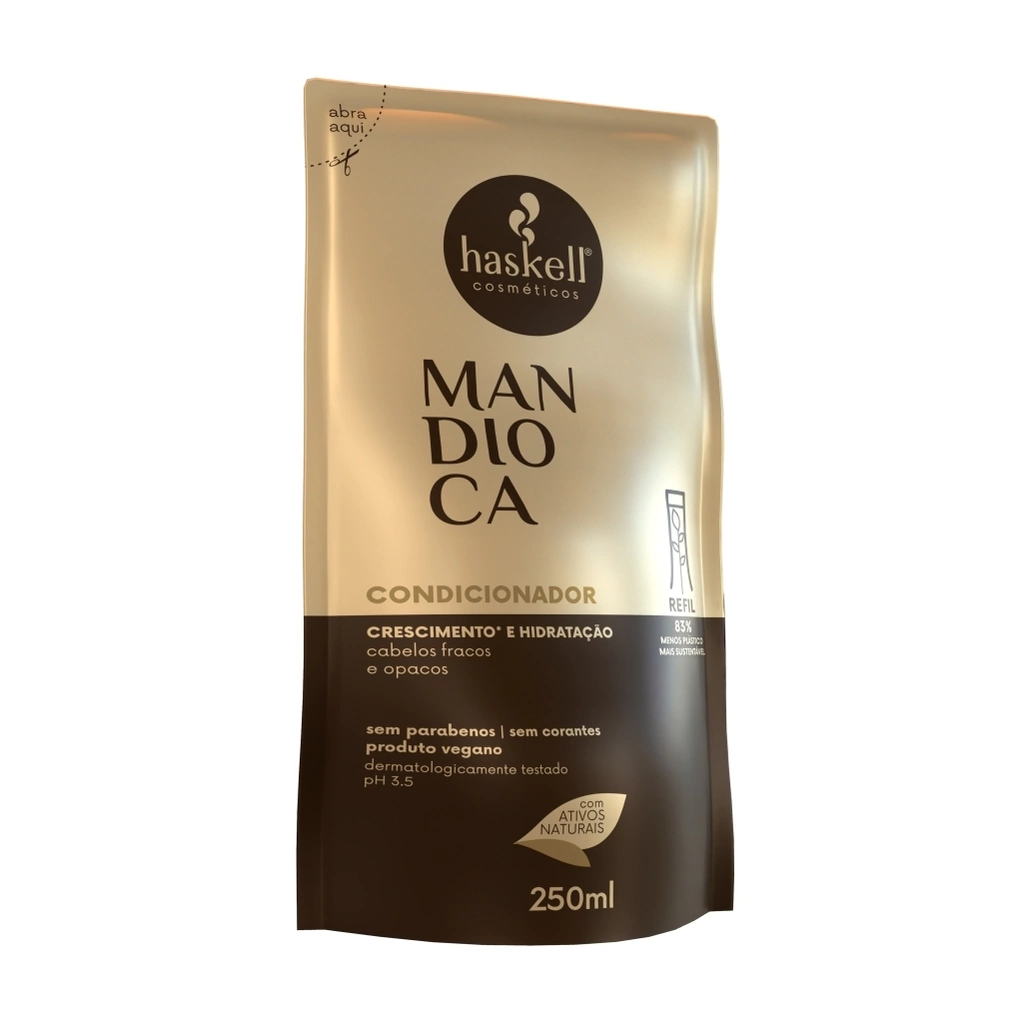 abra
aqui
haskell®
cosméticos
MAN
DIO
CA
CONDICIONADOR
REFIL
83%
MENOS PLÁSTICO
MAIS SUSTENTÁVEL
CRESCIMENTO* E HIDRATAÇÃO
cabelos fracos
e opacos
sem parabenos | sem corantes
produto vegano
dermatologicamente testado
pH 3.5
com
ATIVOS
NATURAIS
250ml